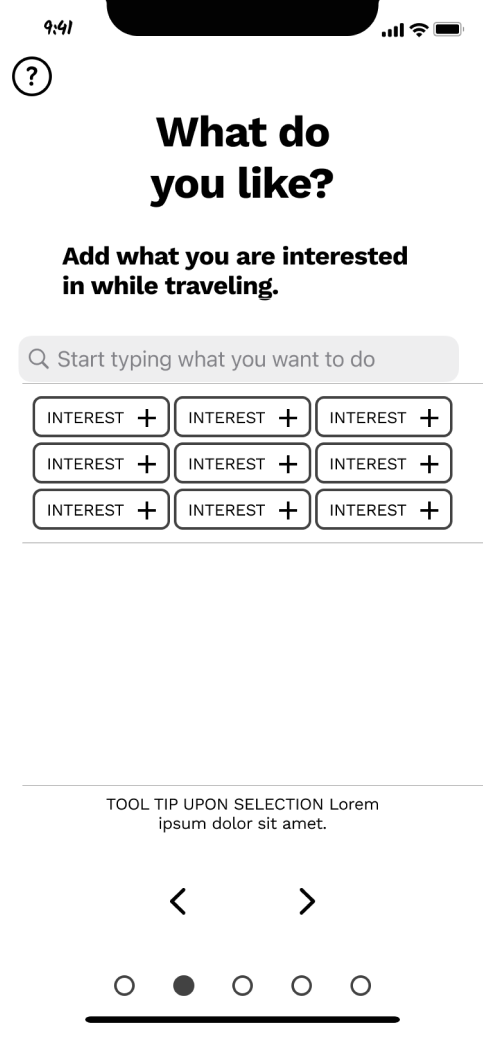 9:41
?
What do
you like?
Add what you are interested
in while traveling.
Start typing what you want to do
INTEREST + INTEREST + INTEREST +
INTEREST + INTEREST + INTEREST +
INTEREST + INTEREST + INTEREST +
TOOL TIP UPON SELECTION Lorem
ipsum dolor sit amet.